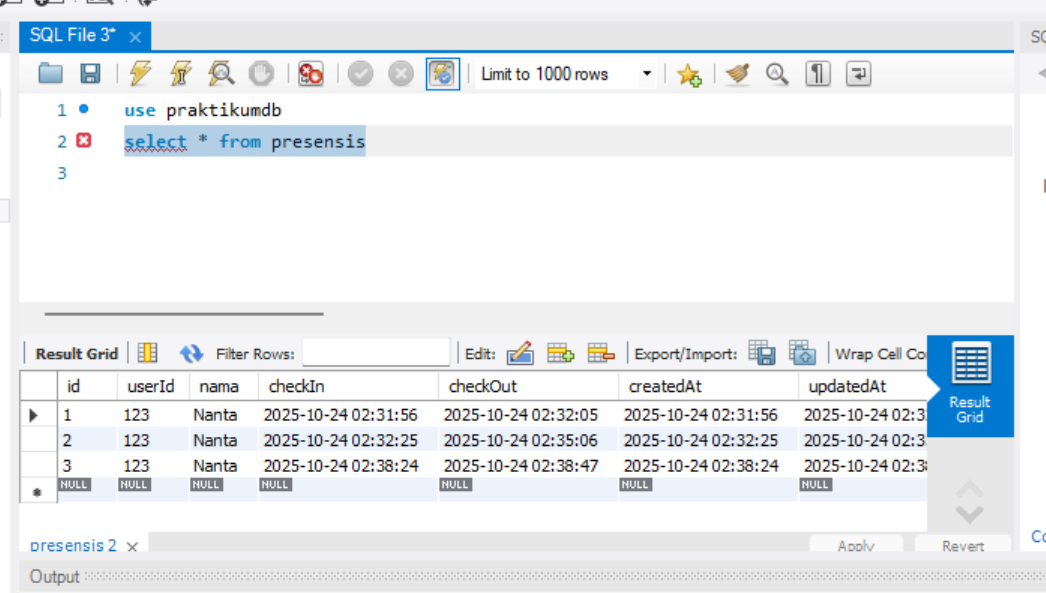 SQL File 3*
SQ
Limit to 1000 rows
1 use praktikumdb
2 select * from presensis
3
Result Grid Filter Rows: Edit: Export/Import: Wrap Cell Co
id userId nama checkIn checkOut createdAt updatedAt
1 123 Nanta 2025-10-24 02:31:56 2025-10-24 02:32:05 2025-10-24 02:31:56 2025-10-24 02:3
2 123 Nanta 2025-10-24 02:32:25 2025-10-24 02:35:06 2025-10-24 02:32:25 2025-10-24 02:3
3 123 Nanta 2025-10-24 02:38:24 2025-10-24 02:38:47 2025-10-24 02:38:24 2025-10-24 02:38
NULL NULL NULL NULL NULL NULL NULL
Result
Grid
presensis 2
Apply Revert
Co
Output